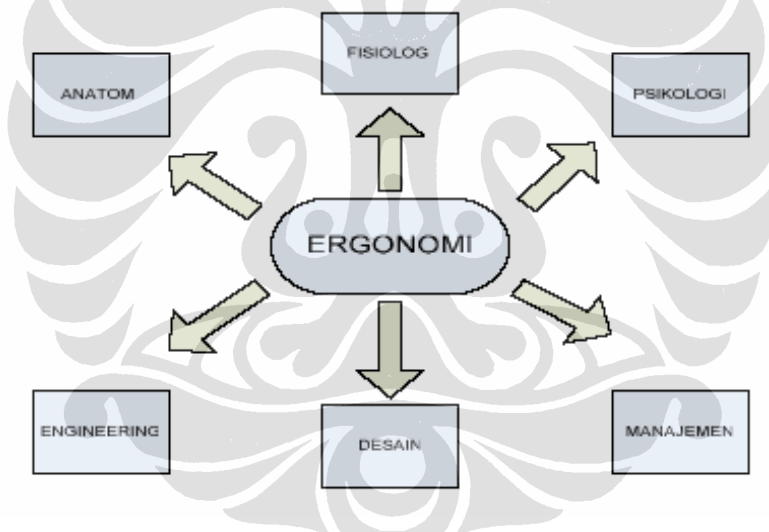 FISIOLOG
ANATOM
PSIKOLOGI
ERGONOMI
ENGINEERING
DESAIN
MANAJEMEN